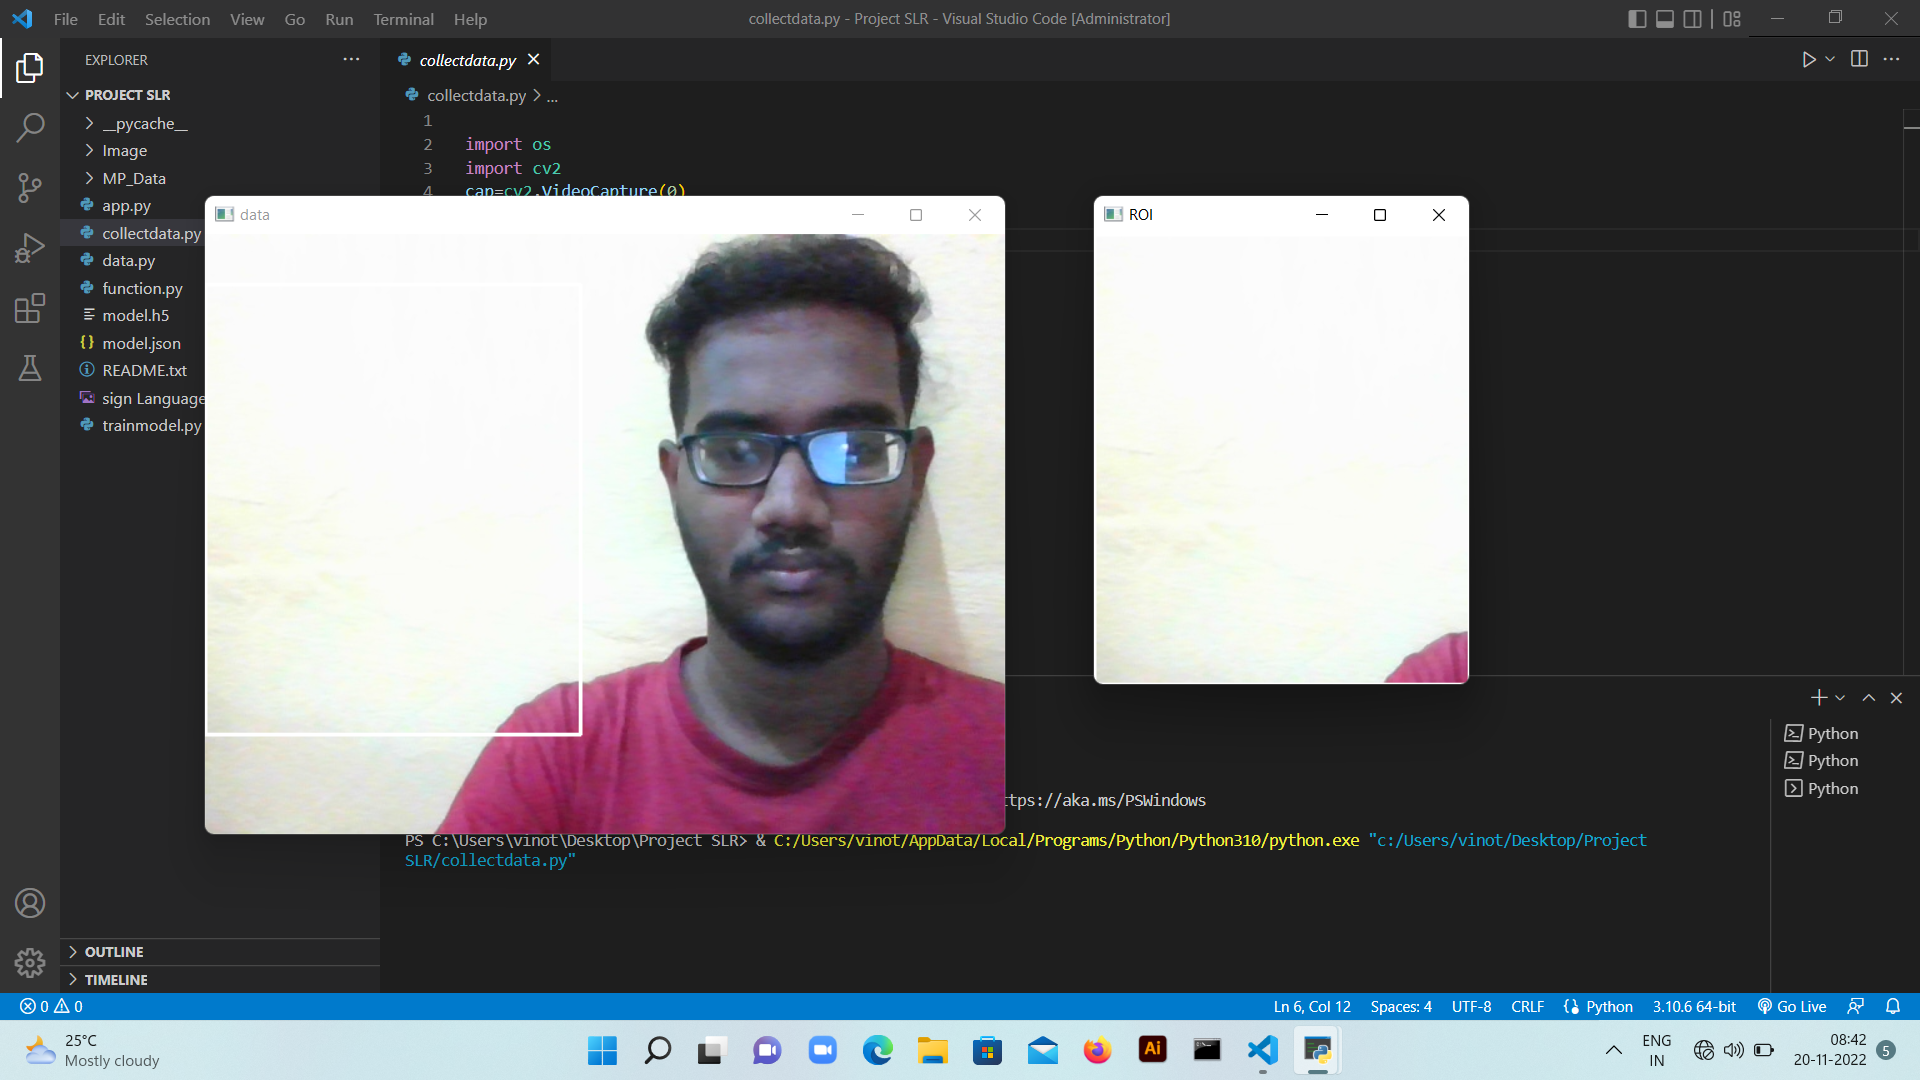 File Edit Selection View Go Run Terminal Help
collectdata.py - Project SLR - Visual Studio Code [Administrator]
EXPLORER
PROJECT SLR
__pycache__
Image
MP_Data
app.py
collectdata.py
data.py
function.py
model.h5
model.json
README.txt
sign Language
trainmodel.py
OUTLINE
TIMELINE
collectdata.py
collectdata.py > ...
1
2 import os
3 import cv2
4 cap=cv2.VideoCapture(0)
data
ROI
ttps://aka.ms/PSWindows
PS C:\Users\vinot\Desktop\Project SLR> & C:/Users/vinot/AppData/Local/Programs/Python/Python310/python.exe "c:/Users/vinot/Desktop/Project
SLR/collectdata.py"
Python
Python
Python
0 0
Ln 6, Col 12 Spaces: 4 UTF-8 CRLF Python 3.10.6 64-bit Go Live
25°C
Mostly cloudy
Ai
ENG
IN
08:42
20-11-2022
5